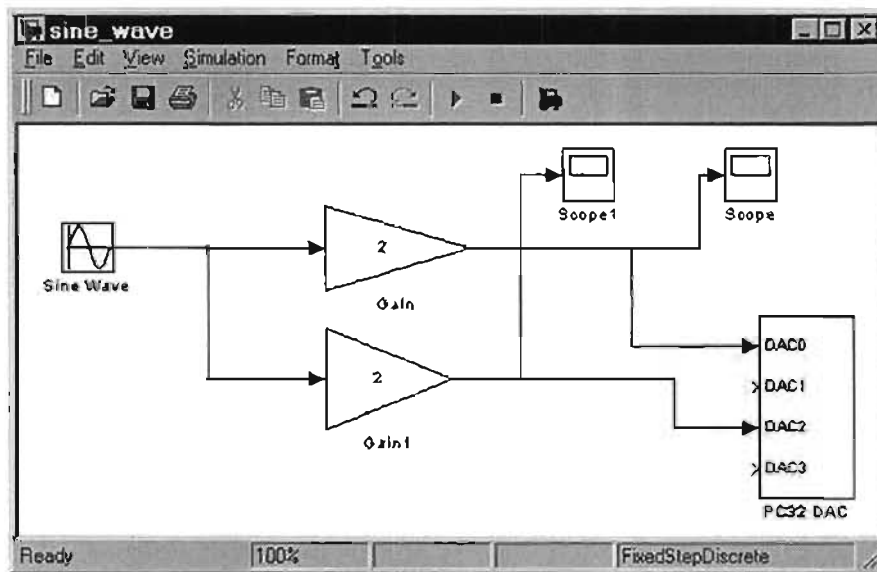 sine_wave
File Edit View Simulation Format Tools
Scope1
Scope
Sine Wave
2
Gain
2
Gain1
DAC0
DAC1
DAC2
DAC3
PC32 DAC
Ready 100% FixedStepDiscrete